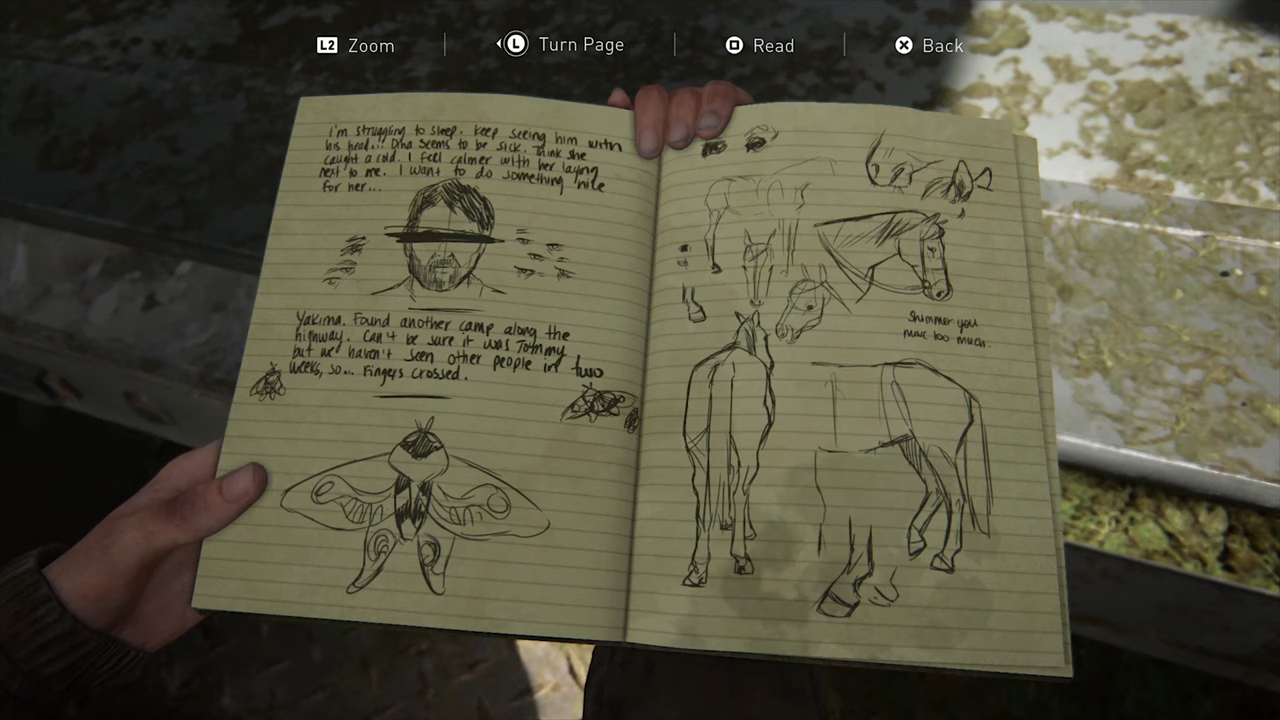 L2 Zoom
L Turn Page
Read
Back
I'm struggling to sleep. Keep seeing him with
his head... Dina seems to be sick. Think she
caught a cold. I feel calmer with her laying
next to me. I want to do something nice
for her...
Yakima. Found another camp along the
highway. Can't be sure it was Tommy
but we haven't seen other people in two
weeks, so... Fingers crossed.
Shimmer you
move too much.